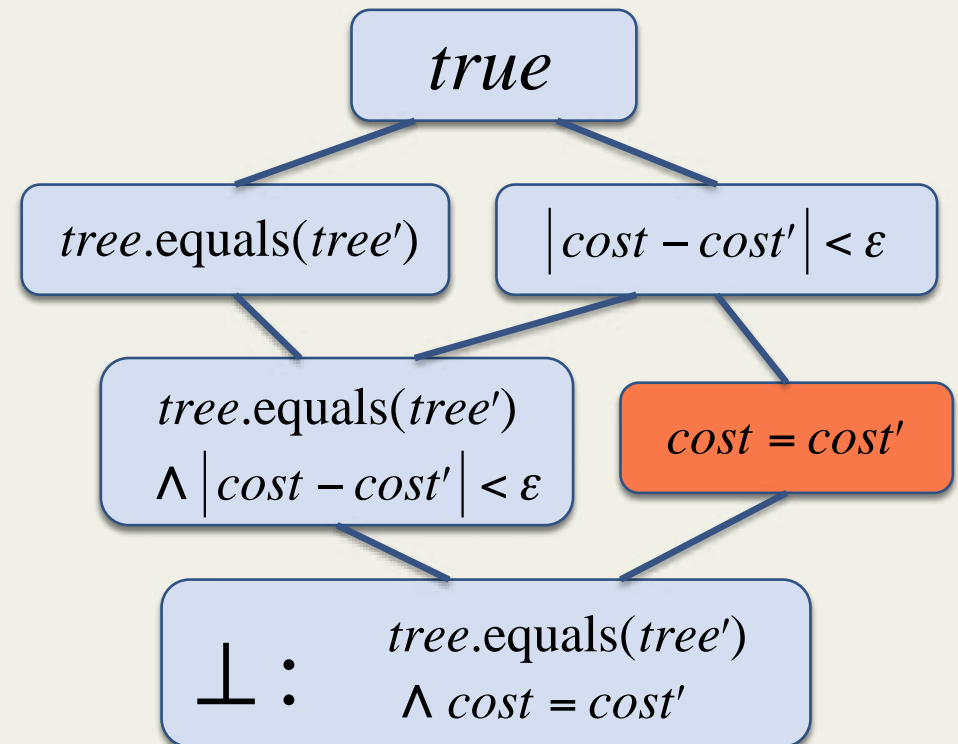 true
tree.equals(tree′)
|cost − cost′| < ε
tree.equals(tree′)
∧ |cost − cost′| < ε
cost = cost′
⊥ : tree.equals(tree′)
∧ cost = cost′